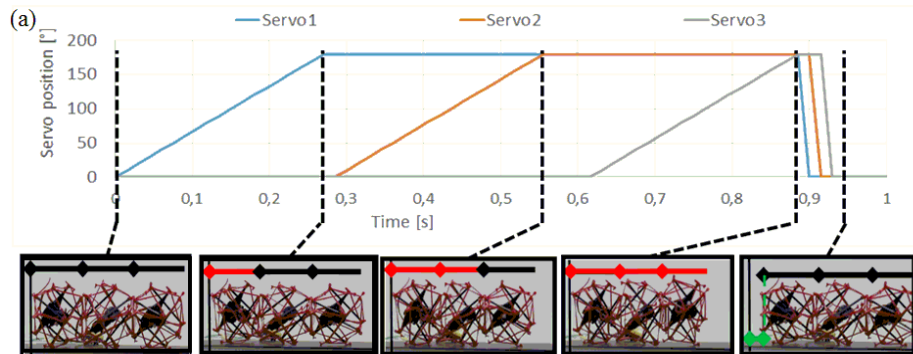 (a)
Servo1 Servo2 Servo3
Servo position [°]
200
150
100
50
0
0 0,1 0,2 0,3 0,4 0,5 0,6 0,7 0,8 0,9 1
Time [s]